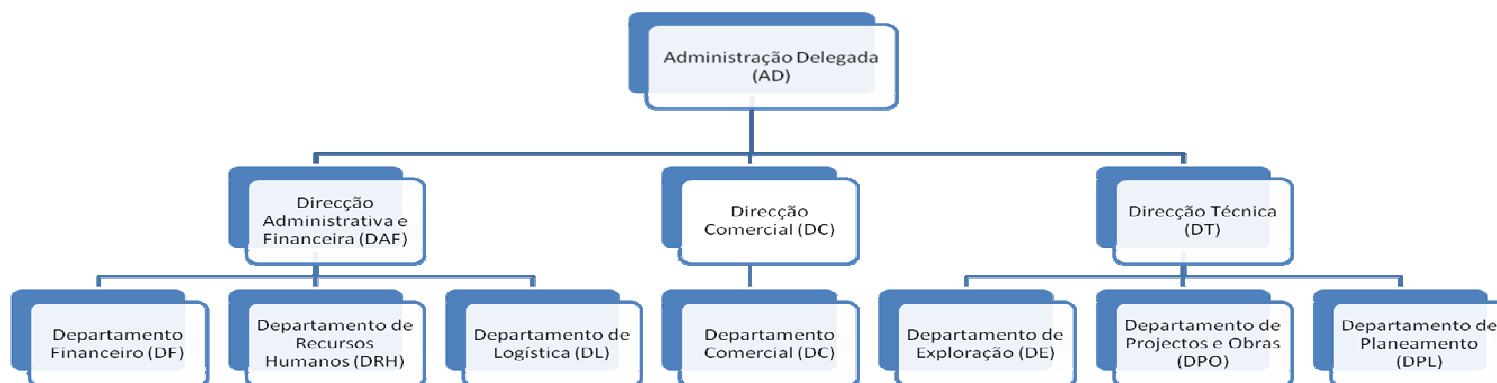 Administração Delegada
(AD)
Direcção
Administrativa e
Financeira (DAF)
Direcção
Comercial (DC)
Direcção Técnica
(DT)
Departamento
Financeiro (DF)
Departamento de
Recursos
Humanos (DRH)
Departamento de
Logística (DL)
Departamento
Comercial (DC)
Departamento de
Exploração (DE)
Departamento de
Projectos e Obras
(DPO)
Departamento de
Planeamento
(DPL)